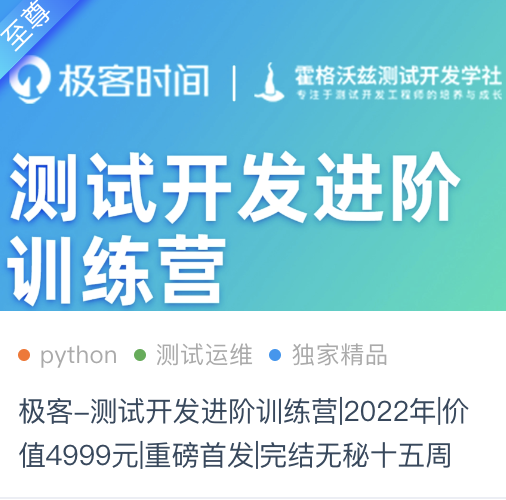 至尊
极客时间 | 霍格沃兹测试开发学社
专注于测试开发工程师的培养与成长
测试开发进阶
训练营
python 测试运维 独家精品
极客-测试开发进阶训练营|2022年|价
值4999元|重磅首发|完结无秘十五周